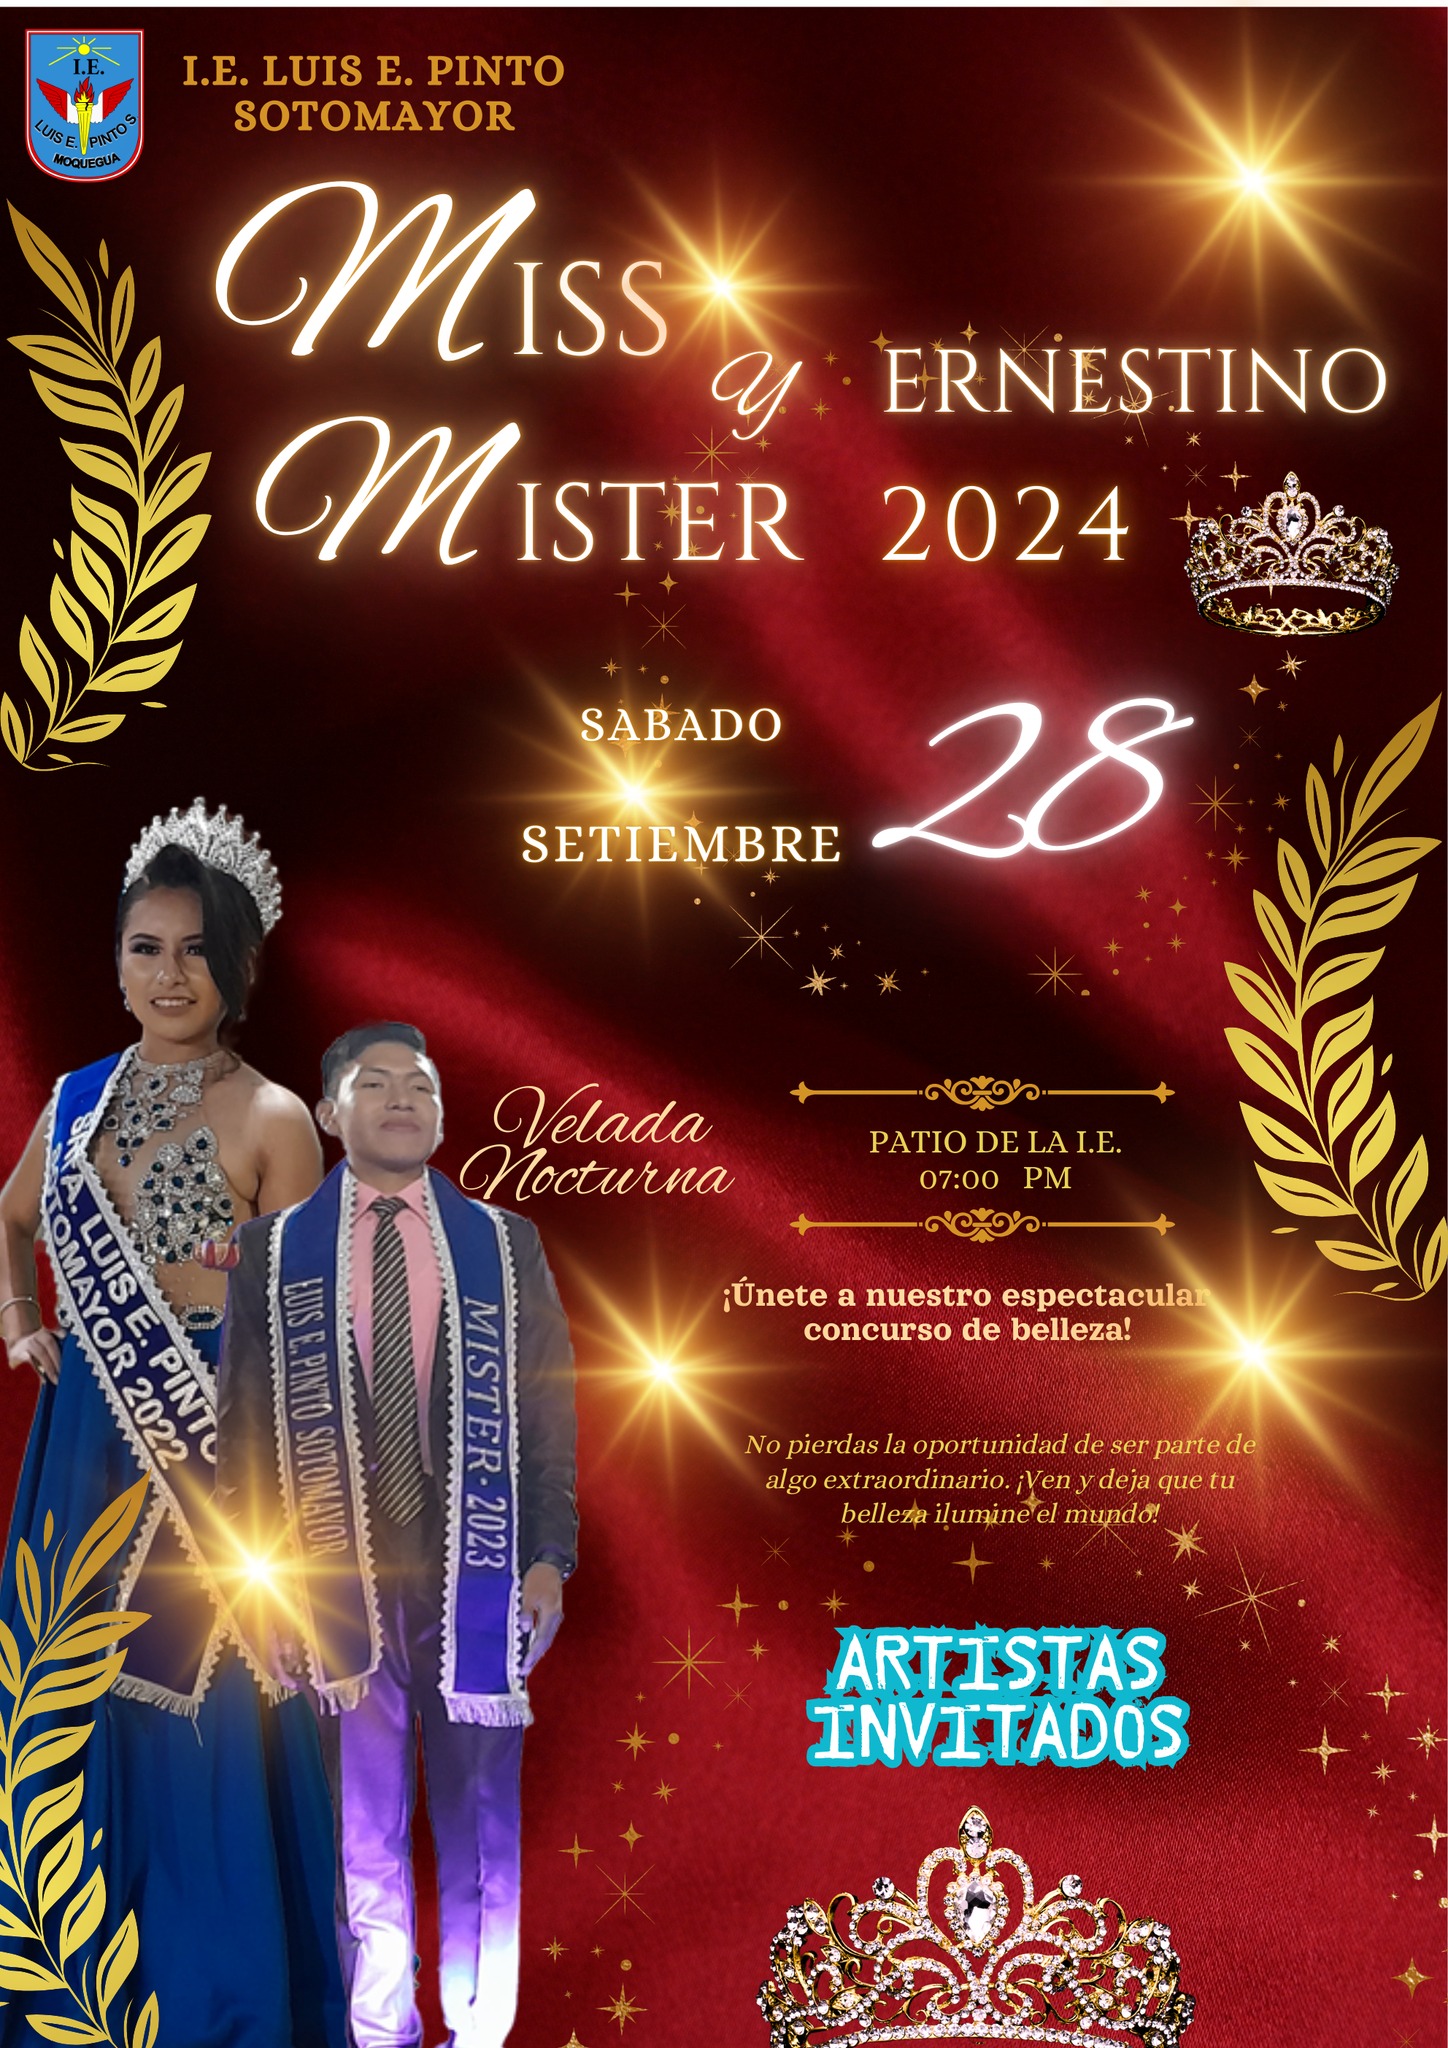 I.E.
LUIS E. PINTO S
MOQUEGUA
I.E. LUIS E. PINTO
SOTOMAYOR
MISS
Y
MISTER
ERNESTINO
2024
SABADO
SETIEMBRE
28
Velada
Nocturna
PATIO DE LA I.E.
07:00 PM
¡Únete a nuestro espectacular
concurso de belleza!
No pierdas la oportunidad de ser parte de
algo extraordinario. ¡Ven y deja que tu
belleza ilumine el mundo!
ARTISTAS
INVITADOS
SRTA. LUIS E. PINTO
SOTOMAYOR 2022
LUIS E. PINTO SOTOMAYOR
MISTER - 2023